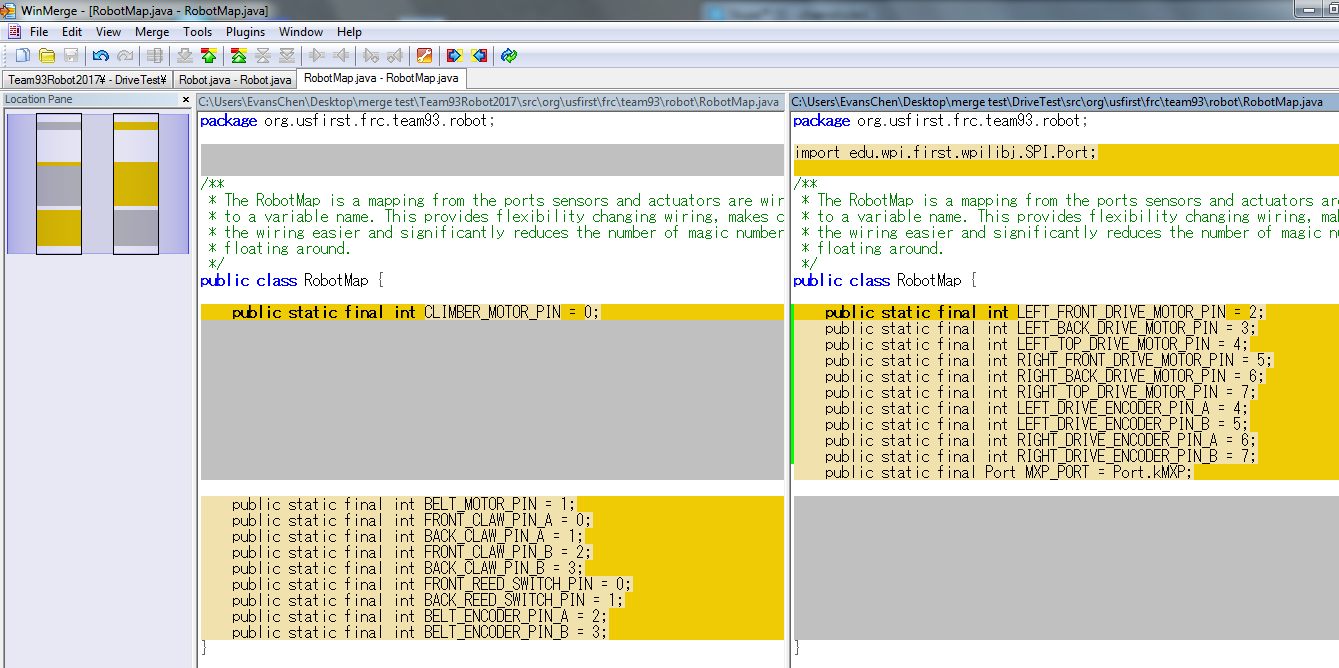 WinMerge - [RobotMap.java - RobotMap.java]
File Edit View Merge Tools Plugins Window Help
Team93Robot2017¥ - DriveTest¥ Robot.java - Robot.java RobotMap.java - RobotMap.java
Location Pane x
C:\Users\EvansChen\Desktop\merge test\Team93Robot2017\src\org\usfirst\frc\team93\robot\RobotMap.java
package org.usfirst.frc.team93.robot;
/**
* The RobotMap is a mapping from the ports sensors and actuators are wir
* to a variable name. This provides flexibility changing wiring, makes c
* the wiring easier and significantly reduces the number of magic number
* floating around.
*/
public class RobotMap {
public static final int CLIMBER_MOTOR_PIN = 0;
public static final int BELT_MOTOR_PIN = 1;
public static final int FRONT_CLAW_PIN_A = 0;
public static final int BACK_CLAW_PIN_A = 1;
public static final int FRONT_CLAW_PIN_B = 2;
public static final int BACK_CLAW_PIN_B = 3;
public static final int FRONT_REED_SWITCH_PIN = 0;
public static final int BACK_REED_SWITCH_PIN = 1;
public static final int BELT_ENCODER_PIN_A = 2;
public static final int BELT_ENCODER_PIN_B = 3;
}
C:\Users\EvansChen\Desktop\merge test\DriveTest\src\org\usfirst\frc\team93\robot\RobotMap.java
package org.usfirst.frc.team93.robot;
import edu.wpi.first.wpilibj.SPI.Port;
/**
* The RobotMap is a mapping from the ports sensors and actuators ar
* to a variable name. This provides flexibility changing wiring, ma
* the wiring easier and significantly reduces the number of magic n
* floating around.
*/
public class RobotMap {
public static final int LEFT_FRONT_DRIVE_MOTOR_PIN = 2;
public static final int LEFT_BACK_DRIVE_MOTOR_PIN = 3;
public static final int LEFT_TOP_DRIVE_MOTOR_PIN = 4;
public static final int RIGHT_FRONT_DRIVE_MOTOR_PIN = 5;
public static final int RIGHT_BACK_DRIVE_MOTOR_PIN = 6;
public static final int RIGHT_TOP_DRIVE_MOTOR_PIN = 7;
public static final int LEFT_DRIVE_ENCODER_PIN_A = 4;
public static final int LEFT_DRIVE_ENCODER_PIN_B = 5;
public static final int RIGHT_DRIVE_ENCODER_PIN_A = 6;
public static final int RIGHT_DRIVE_ENCODER_PIN_B = 7;
public static final Port MXP_PORT = Port.kMXP;
}